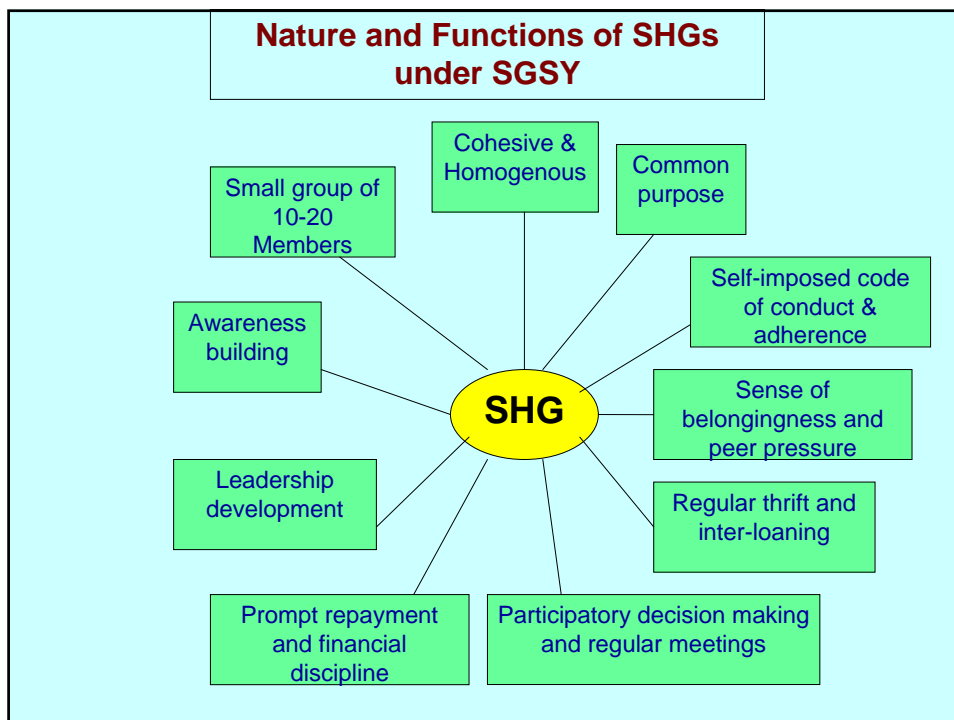 Nature and Functions of SHGs
under SGSY
Cohesive &
Homogenous
Common
purpose
Small group of
10-20
Members
Self-imposed code
of conduct &
adherence
Awareness
building
SHG
Sense of
belongingness and
peer pressure
Leadership
development
Regular thrift and
inter-loaning
Prompt repayment
and financial
discipline
Participatory decision making
and regular meetings